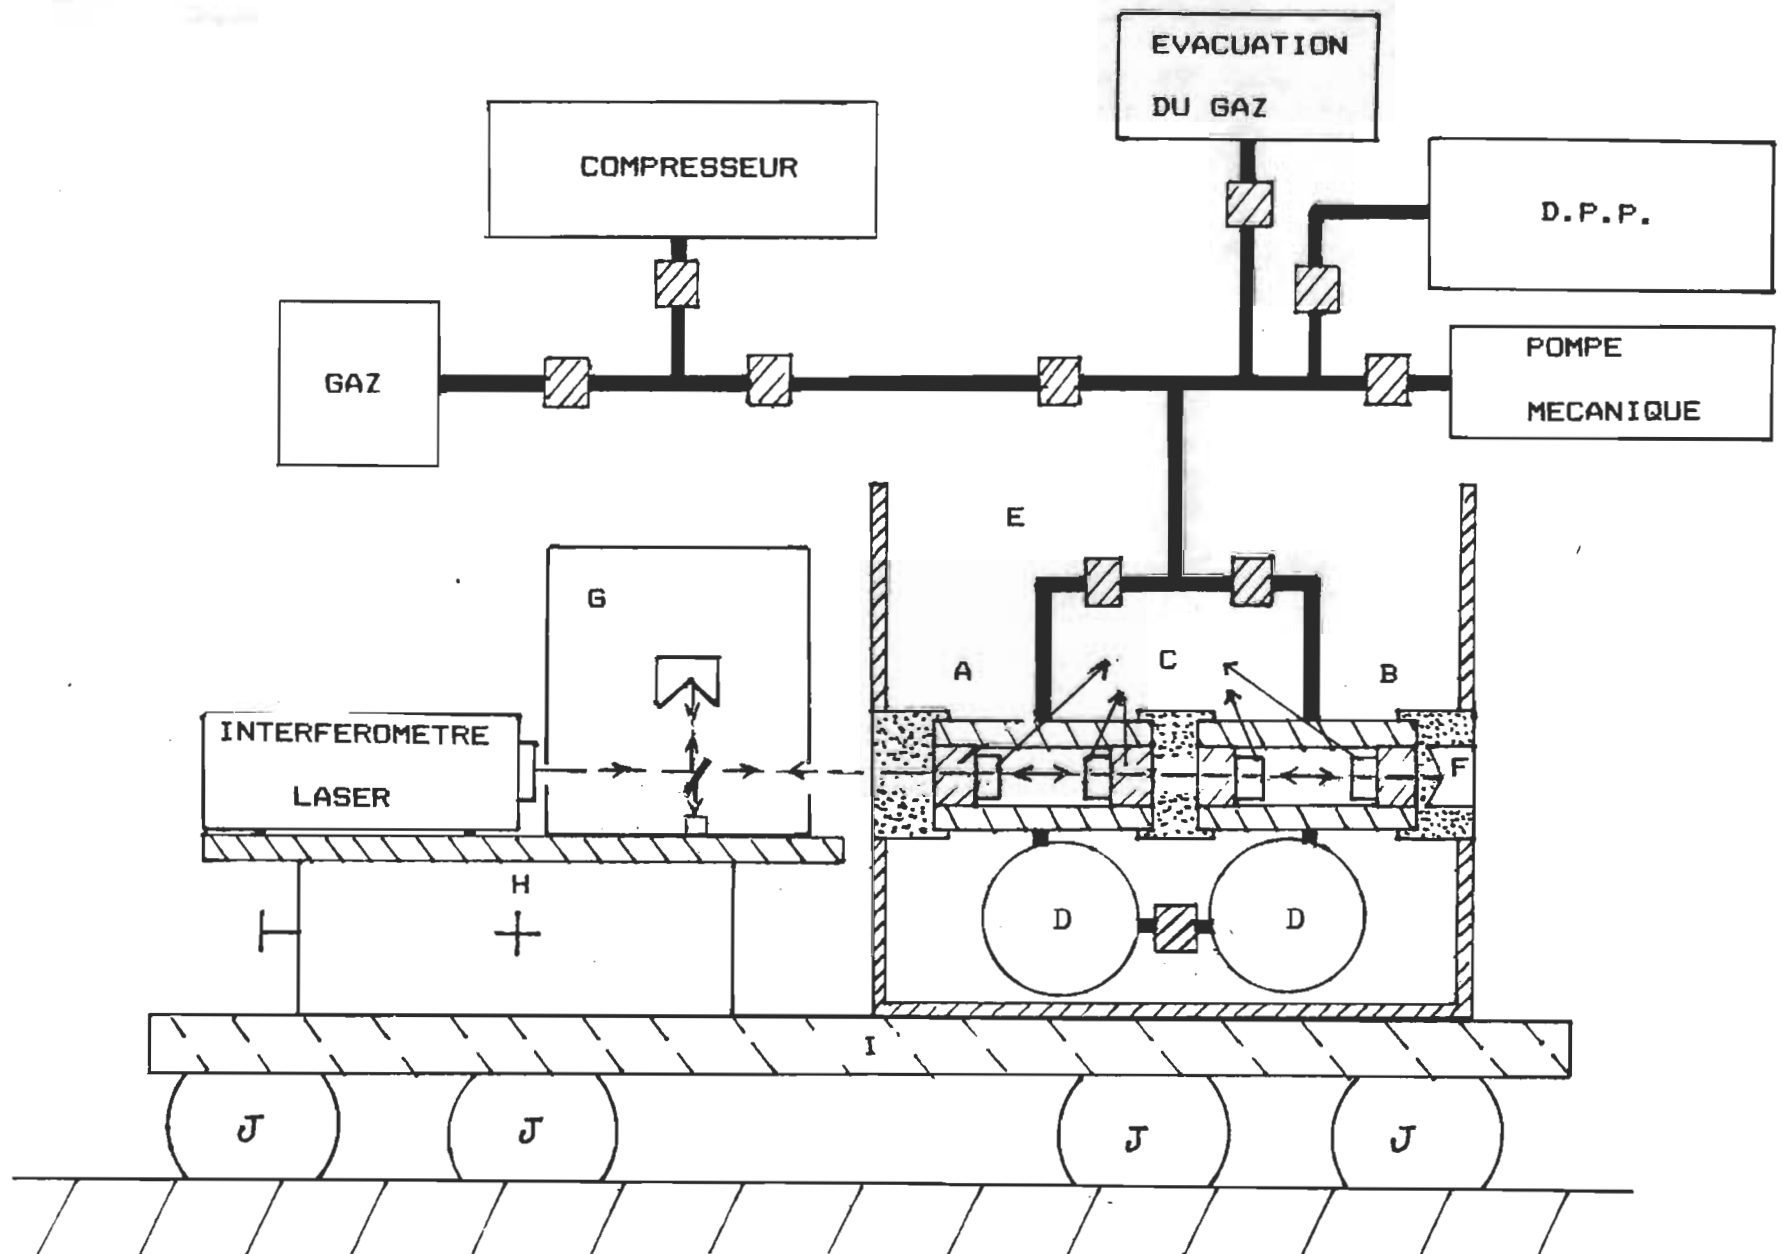 EVACUATION
DU GAZ
COMPRESSEUR
D.P.P.
GAZ
POMPE
MECANIQUE
E
G
A
C
B
INTERFEROMETRE
LASER
F
H
D
D
I
J
J
J
J